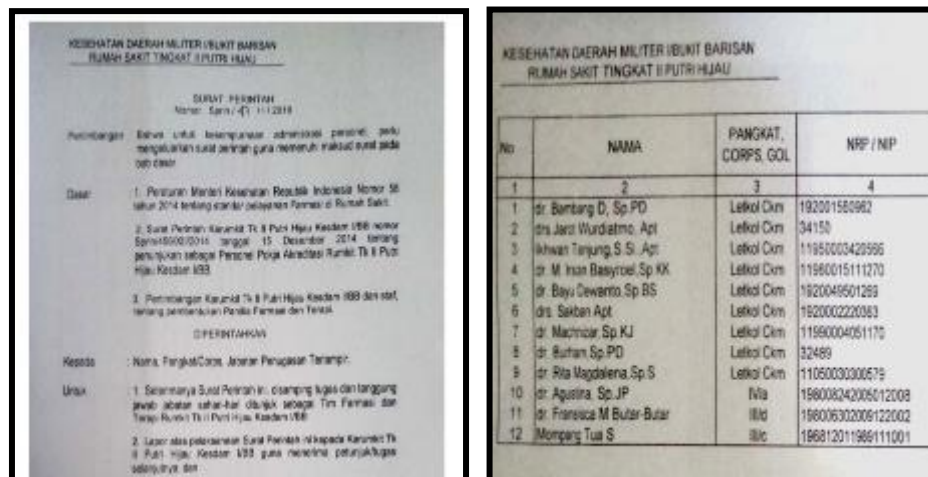 KESEHATAN DAERAH MILITER I/BUKIT BARISAN
RUMAH SAKIT TINGKAT II PUTRI HIJAU
SURAT PERINTAH
Nomor Sprin /
Pertimbangan Bahwa untuk kesempurnaan administrasi personel, perlu
mengeluarkan surat perintah guna memenuhi maksud surat pada
Dasar : 1. Peraturan Menteri Kesehatan Republik Indonesia Nomor 58
tahun 2014 tentang standar pelayanan Farmasi di Rumah Sakit.
2. Surat Perintah Karumkit Tk II Putri Hijau Kesdam I/BB nomor
tanggal 15 Desember 2014 tentang
penunjukan sebagai Personel Pokja Akreditasi Rumkit Tk II Putri
Hijau Kesdam I/BB
3. Pertimbangan Karumkit Tk II Putri Hijau Kesdam I/BB dan staf,
tentang pembentukan Panitia Farmasi dan Terapi.
DIPERINTAHKAN
Kepada : Nama, Pangkat/Corps, Jabatan Penugasan Terlampir.
Untuk : 1. Seterimanya Surat Perintah ini, disamping tugas dan tanggung
jawab jabatan sehari-hari ditunjuk sebagai Tim Farmasi dan
Terapi Rumkit Tk II Putri Hijau Kesdam I/BB
2. Lapor atas pelaksanaan Surat Perintah ini kepada Karumkit Tk
II Putri Hijau Kesdam I/BB guna menerima petunjuk/tugas
selanjutnya. dan
KESEHATAN DAERAH MILITER I/BUKIT BARISAN
RUMAH SAKIT TINGKAT II PUTRI HIJAU
No NAMA PANGKAT, CORPS, GOL NRP / NIP
1 2 3 4
1 dr. Bambang D, Sp.PD Letkol Ckm 192001580962
2 drs Jarot Wurdiatmo, Apt Letkol Ckm 34150
3 Ikhwan Tanjung, S.Si, Apt Letkol Ckm 11950003420566
4 dr. M. Irsan Basyroel, Sp KK Letkol Ckm 11960015111270
5 dr. Bayu Dewanto, Sp BS Letkol Ckm 1920049501269
6 drs. Sakban Apt Letkol Ckm 1920002220363
7 dr. Machnizar, Sp KJ Letkol Ckm 11990004051170
8 dr. Burhan, Sp.PD Letkol Ckm 32489
9 dr. Rita Magdalena, Sp.S Letkol Ckm 11050030300579
10 dr. Agustina, Sp.JP IV/a 198008242005012008
11 dr. Fransisca M Butar-Butar III/d 198006302009122002
12 Mompang Tua S III/c 196812011989111001